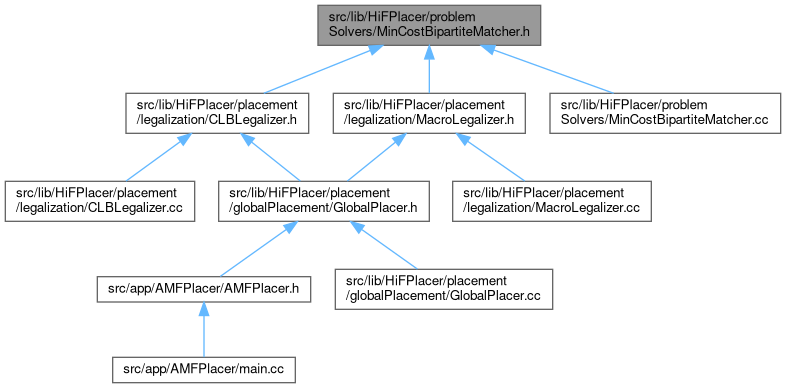 src/lib/HiFPlacer/problem
Solvers/MinCostBipartiteMatcher.h
src/lib/HiFPlacer/placement
/legalization/CLBLegalizer.h
src/lib/HiFPlacer/placement
/legalization/MacroLegalizer.h
src/lib/HiFPlacer/problem
Solvers/MinCostBipartiteMatcher.cc
src/lib/HiFPlacer/placement
/legalization/CLBLegalizer.cc
src/lib/HiFPlacer/placement
/globalPlacement/GlobalPlacer.h
src/lib/HiFPlacer/placement
/legalization/MacroLegalizer.cc
src/app/AMFPlacer/AMFPlacer.h
src/lib/HiFPlacer/placement
/globalPlacement/GlobalPlacer.cc
src/app/AMFPlacer/main.cc